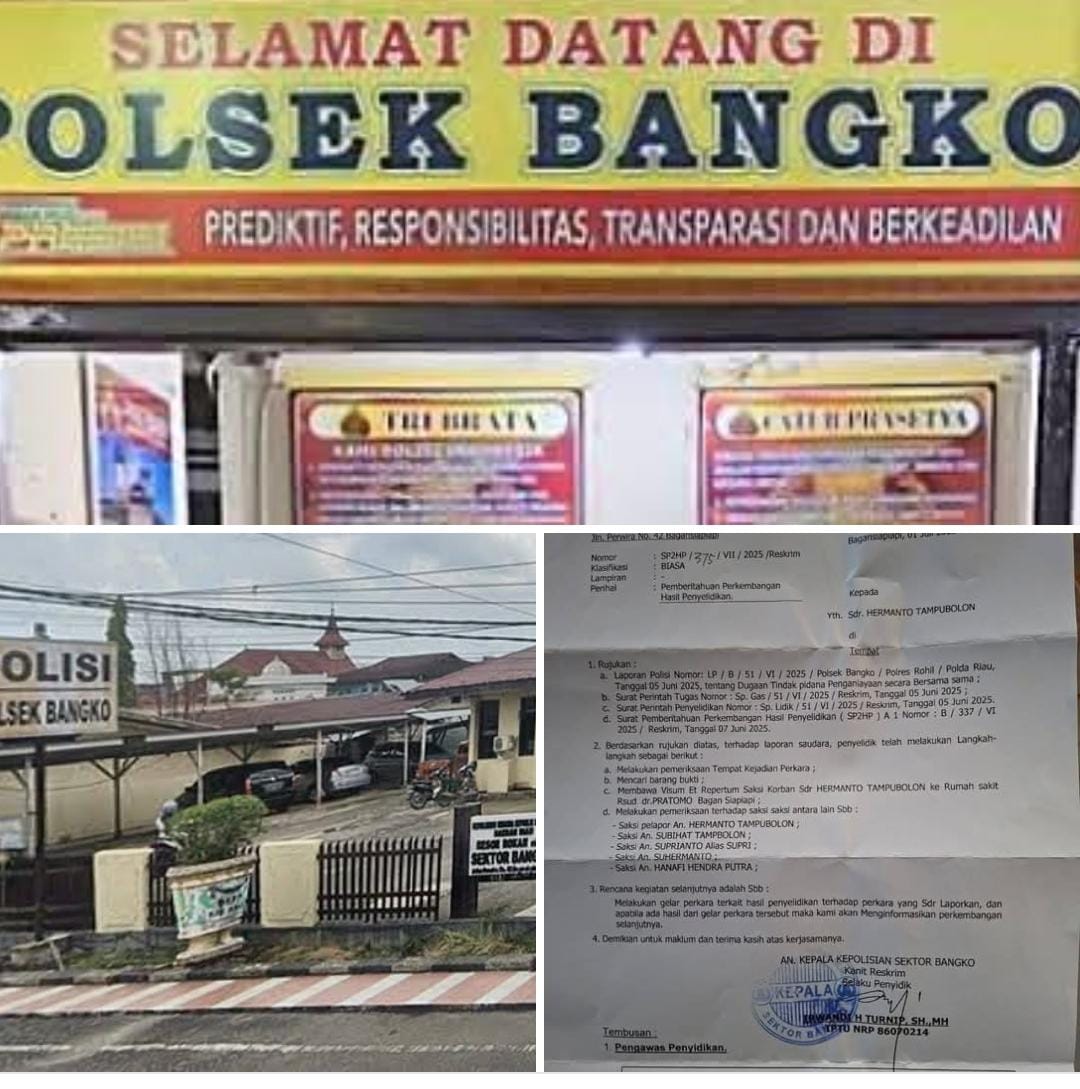 SELAMAT DATANG DI
POLSEK BANGKO
PREDIKTIF, RESPONSIBILITAS, TRANSPARASI DAN BERKEADILAN
TRI BRATA
CATUR PRASETYA
OLISI
LSEK BANGKO
SEKTOR BANG
Jln. Perwira No. 42 Bagansiapiapi
Bagansiapiapi, 01
Nomor : SP2HP / 375 / VII / 2025 /Reskrim
Klasifikasi : BIASA
Lampiran : -
Perihal : Pemberitahuan Perkembangan
Hasil Penyelidikan.
Kepada
Yth. Sdr. HERMANTO TAMPUBOLON
di
Tempat
1. Rujukan :
a. Laporan Polisi Nomor: LP / B / 51 / VI / 2025 / Polsek Bangko / Polres Rohil / Polda Riau,
Tanggal 05 Juni 2025, tentang Dugaan Tindak pidana Penganiayaan secara Bersama sama ;
b. Surat Perintah Tugas Nomor : Sp. Gas / 51 / VI / 2025 / Reskrim, Tanggal 05 Juni 2025 ;
c. Surat Perintah Penyelidikan Nomor : Sp. Lidik / 51 / VI / 2025 / Reskrim, Tanggal 05 Juni 2025.
d. Surat Pemberitahuan Perkembangan Hasil Penyelidikan ( SP2HP ) A 1 Nomor : B / 337 / VI
2025 / Reskrim, Tanggal 07 Juni 2025.
2. Berdasarkan rujukan diatas, terhadap laporan saudara, penyelidik telah melakukan Langkah-
langkah sebagai berikut :
a. Melakukan pemeriksaan Tempat Kejadian Perkara ;
b. Mencari barang bukti ;
c. Membawa Visum Et Repertum Saksi Korban Sdr HERMANTO TAMPUBOLON ke Rumah sakit
Rsud dr.PRATOMO Bagan Siapiapi ;
d. Melakukan pemeriksaan terhadap saksi saksi antara lain Sbb :
- Saksi pelapor An. HERMANTO TAMPUBOLON ;
- Saksi An. SUBIHAT TAMPBOLON ;
- Saksi An. SUPRIANTO Alias SUPRI ;
- Saksi An. SUHERMANTO ;
- Saksi An. HANAFI HENDRA PUTRA ;
3. Rencana kegiatan selanjutnya adalah Sbb :
Melakukan gelar perkara terkait hasil penyelidikan terhadap perkara yang Sdr Laporkan, dan
apabila ada hasil dari gelar perkara tersebut maka kami akan Menginformasikan perkembangan
selanjutnya.
4. Demikian untuk maklum dan terima kasih atas kerjasamanya.
AN. KEPALA KEPOLISIAN SEKTOR BANGKO
Kanit Reskrim
Selaku Penyidik
KEPALA
SEKTOR BA
IRWANDI H TURNIP, SH.,MH
IPTU NRP 86070214
Tembusan :
1. Pengawas Penyidikan.